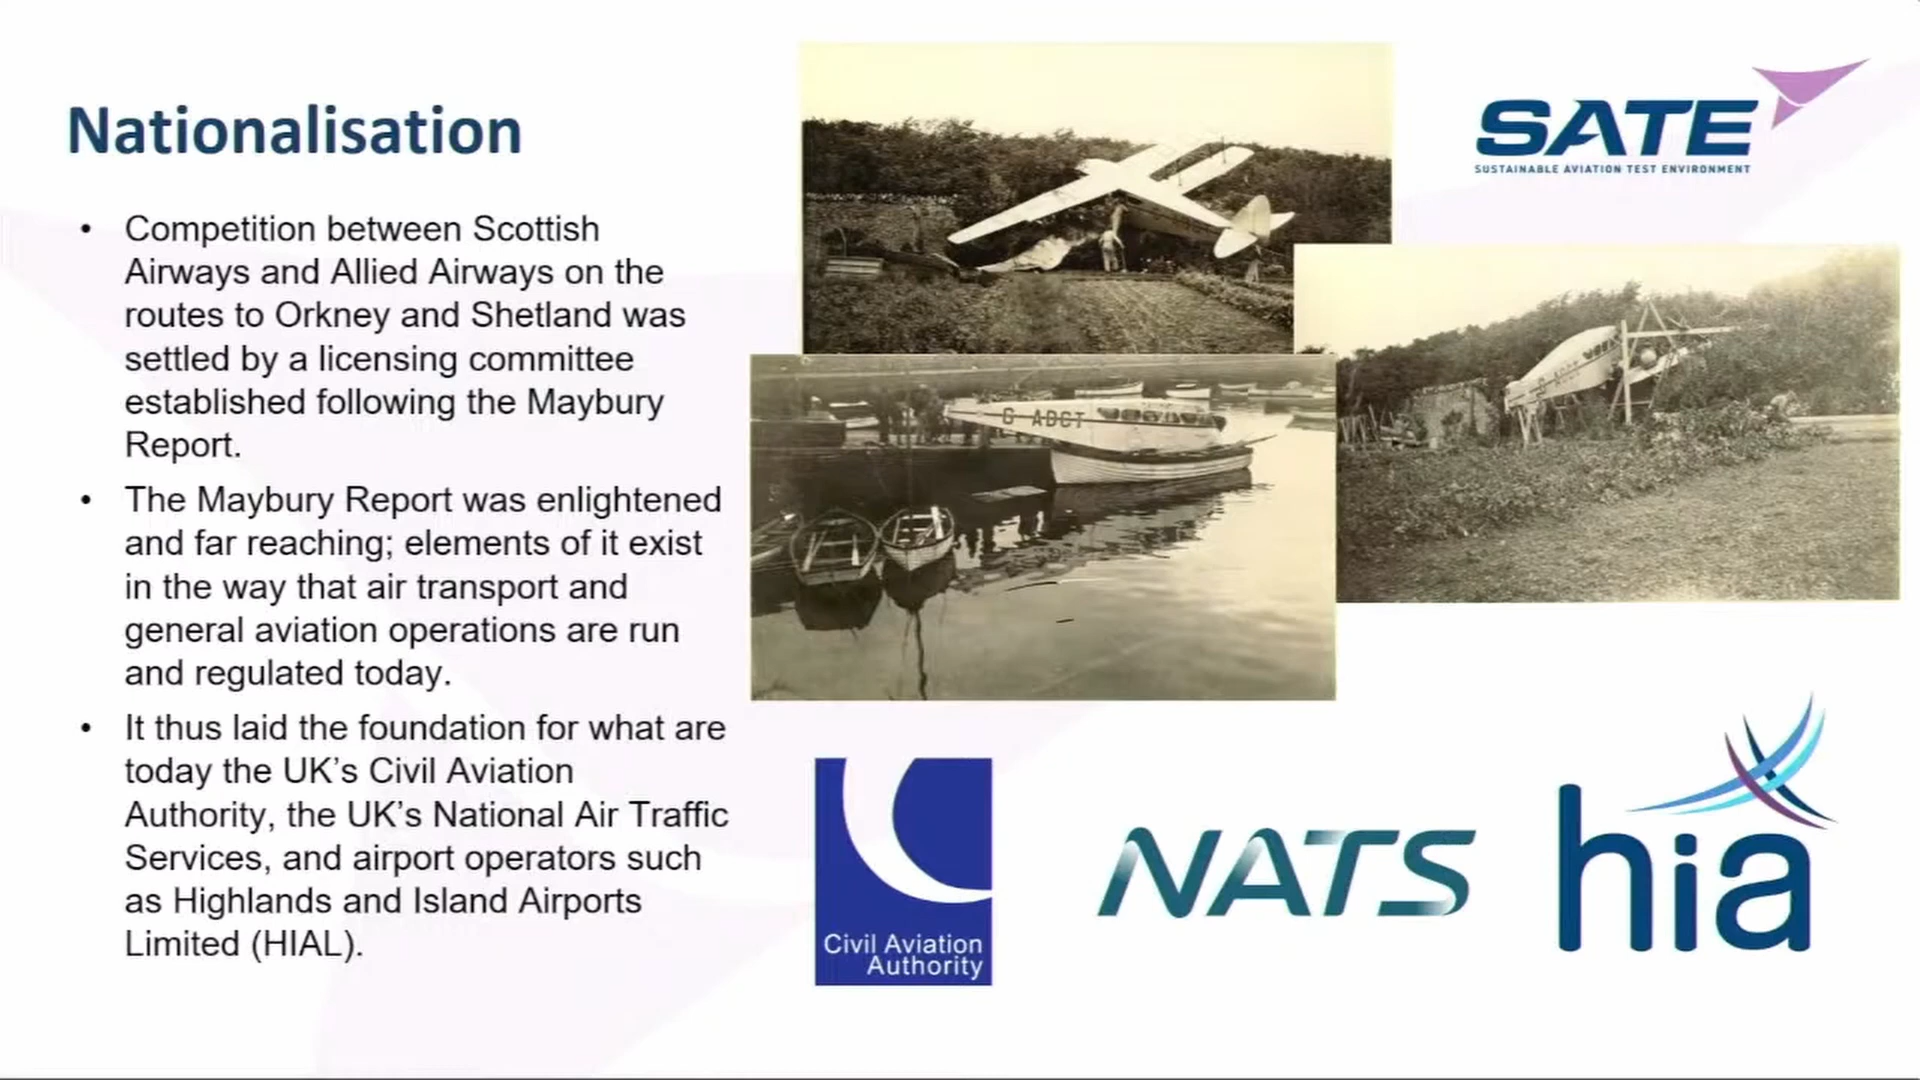 Nationalisation
• Competition between Scottish
Airways and Allied Airways on the
routes to Orkney and Shetland was
settled by a licensing committee
established following the Maybury
Report.
• The Maybury Report was enlightened
and far reaching; elements of it exist
in the way that air transport and
general aviation operations are run
and regulated today.
• It thus laid the foundation for what are
today the UK’s Civil Aviation
Authority, the UK’s National Air Traffic
Services, and airport operators such
as Highlands and Island Airports
Limited (HIAL).
SATE
SUSTAINABLE AVIATION TEST ENVIRONMENT
G-ADCT
Civil Aviation
Authority
NATS
hia